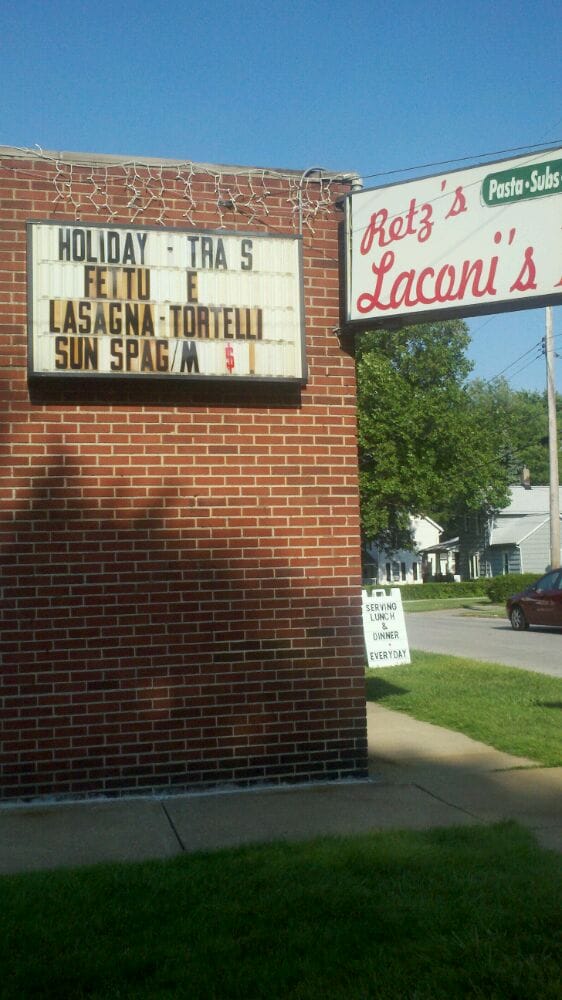 HOLIDAY - TRA S
FETTU E
LASAGNA - TORTELLI
SUN SPAG/M $ !
Retz's
Pasta • Subs •
Laconi's
SERVING
LUNCH
&
DINNER
-
EVERYDAY